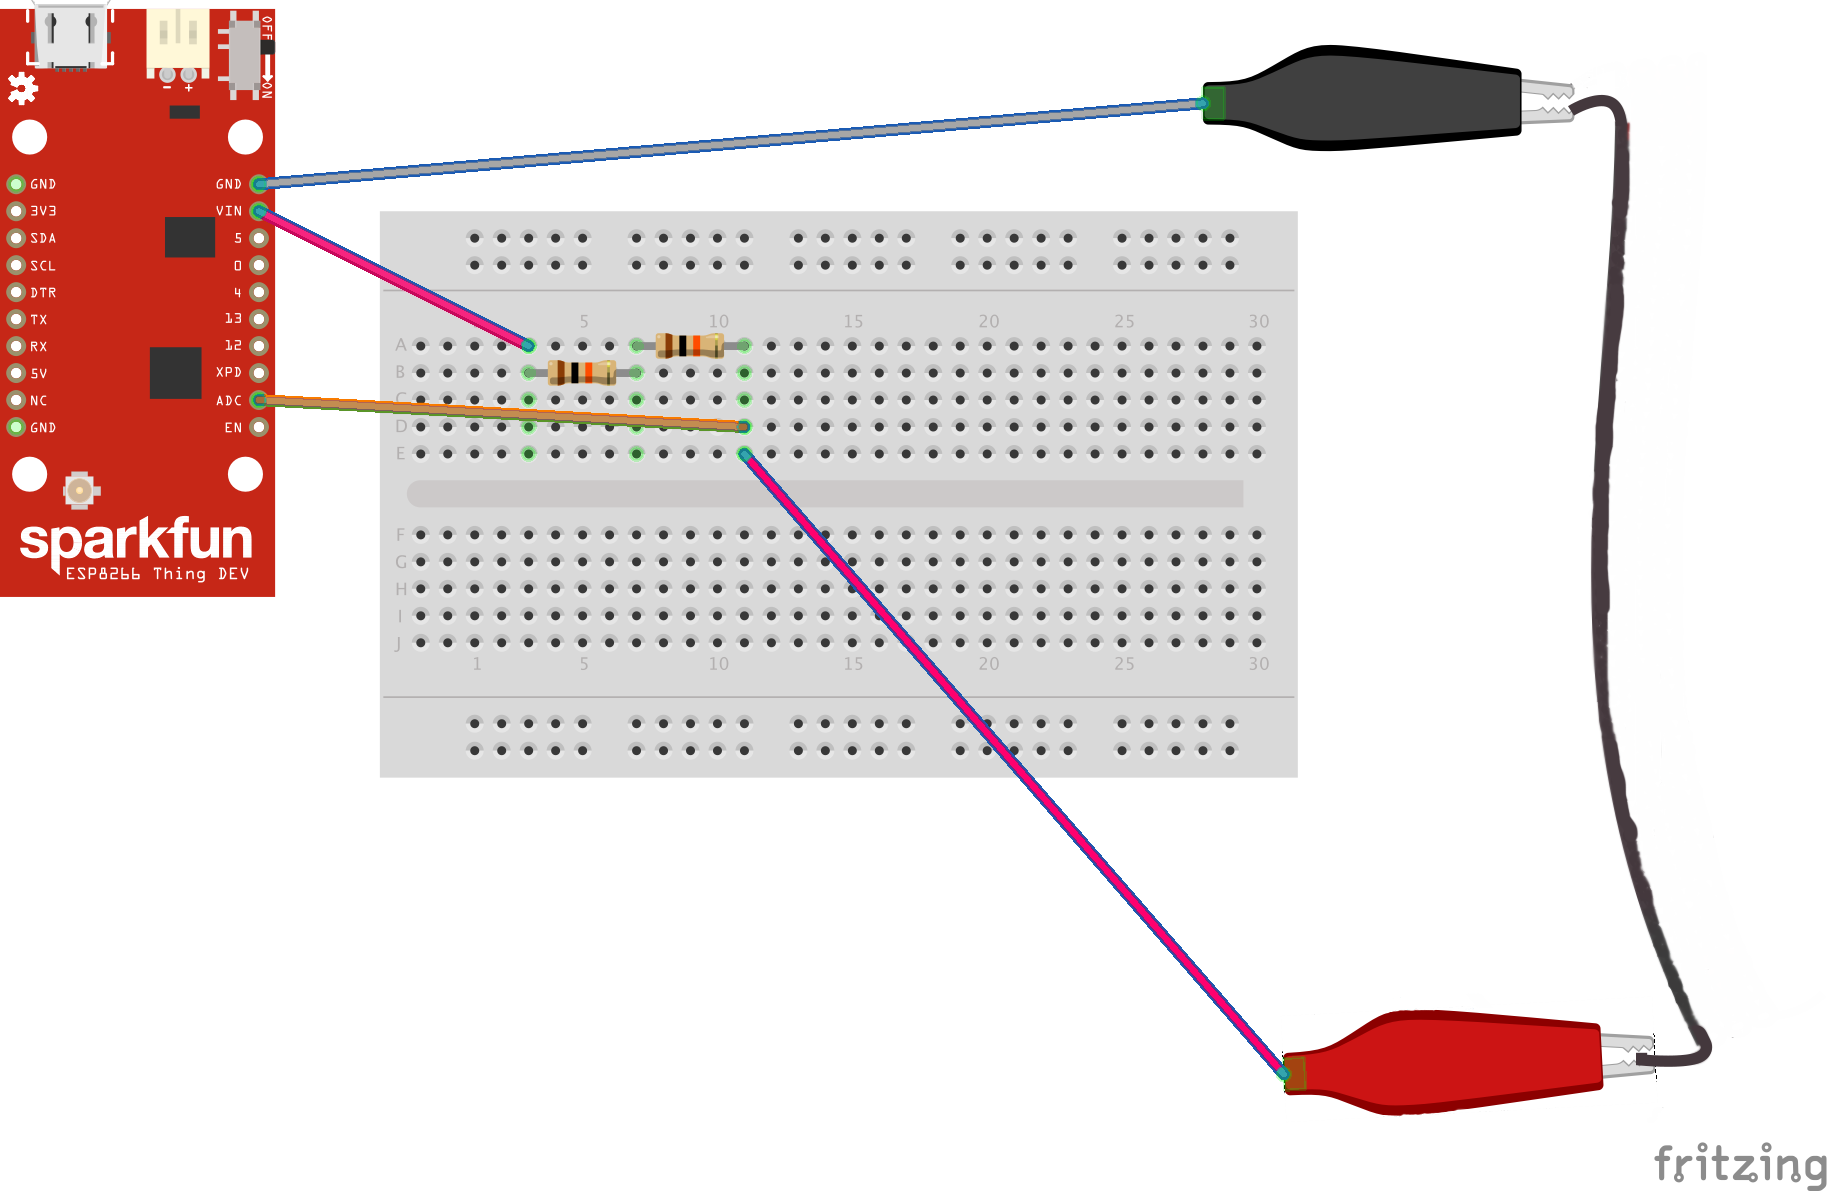 OFF
ON
- +
GND GND
3V3 VIN
SDA 5
SCL 0
DTR 4
TX 13
RX 12
5V XPD
NC ADC
GND EN
sparkfun
ESP8266 Thing DEV
5 10 15 20 25 30
A
B
C
D
E
F
G
H
I
J
1 5 10 15 20 25 30
fritzing